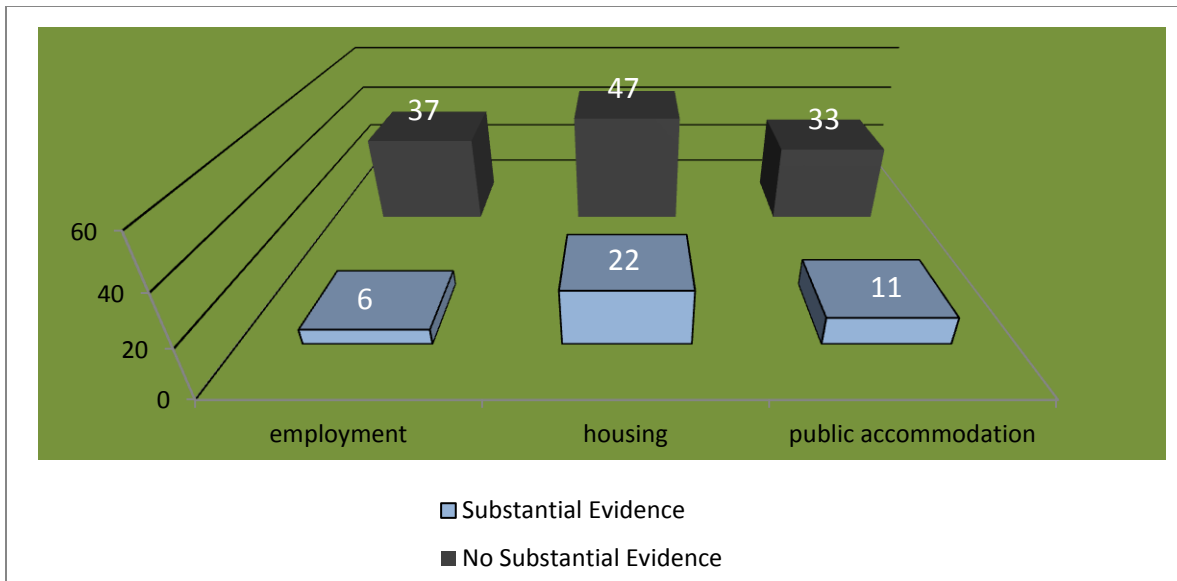 37
47
33
60
6
22
11
40
20
0
employment
housing
public accommodation
Substantial Evidence
No Substantial Evidence